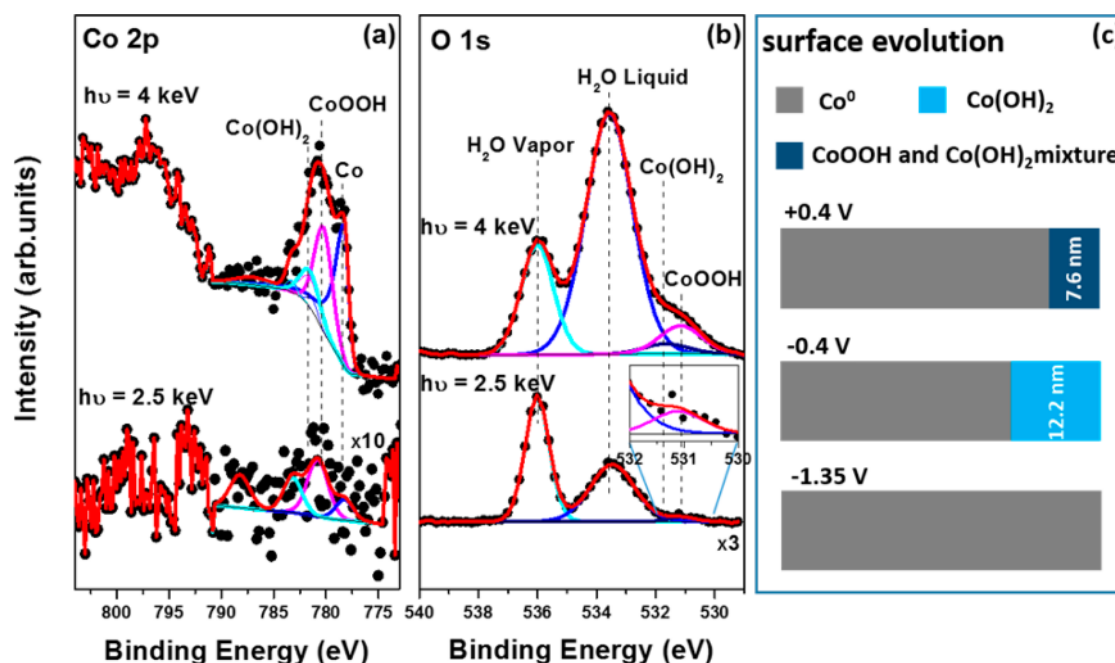 Intensity (arb.units)
Co 2p
(a)
hυ = 4 keV
CoOOH
Co(OH)₂
Co
hυ = 2.5 keV
x10
800 795 790 785 780 775
Binding Energy (eV)
O 1s
(b)
H₂O Liquid
H₂O Vapor
Co(OH)₂
hυ = 4 keV
CoOOH
hυ = 2.5 keV
532 531 530
x3
540 538 536 534 532 530
Binding Energy (eV)
surface evolution
(c)
Co⁰
Co(OH)₂
CoOOH and Co(OH)₂mixture
+0.4 V
7.6 nm
-0.4 V
12.2 nm
-1.35 V